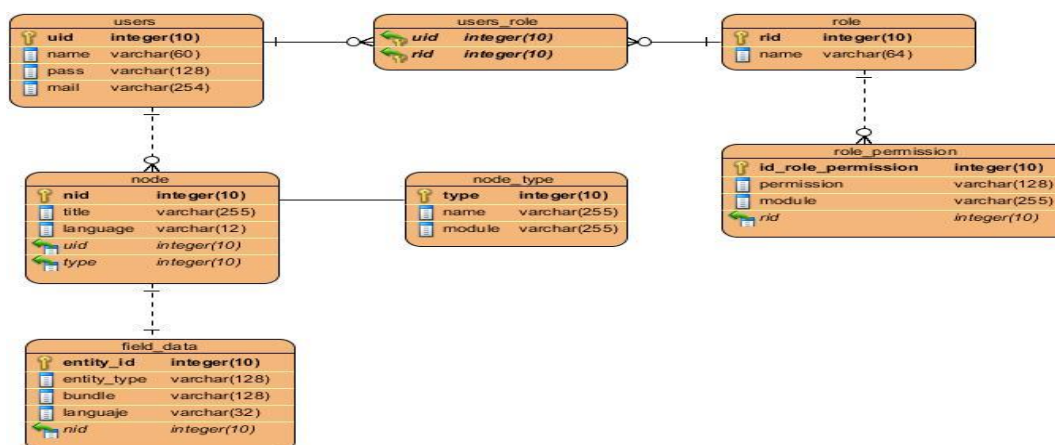 users
uid integer(10)
name varchar(60)
pass varchar(128)
mail varchar(254)
users_role
uid integer(10)
rid integer(10)
role
rid integer(10)
name varchar(64)
node
nid integer(10)
title varchar(255)
language varchar(12)
uid integer(10)
type integer(10)
node_type
type integer(10)
name varchar(255)
module varchar(255)
role_permission
id_role_permission integer(10)
permission varchar(128)
module varchar(255)
rid integer(10)
field_data
entity_id integer(10)
entity_type varchar(128)
bundle varchar(128)
languaje varchar(32)
nid integer(10)